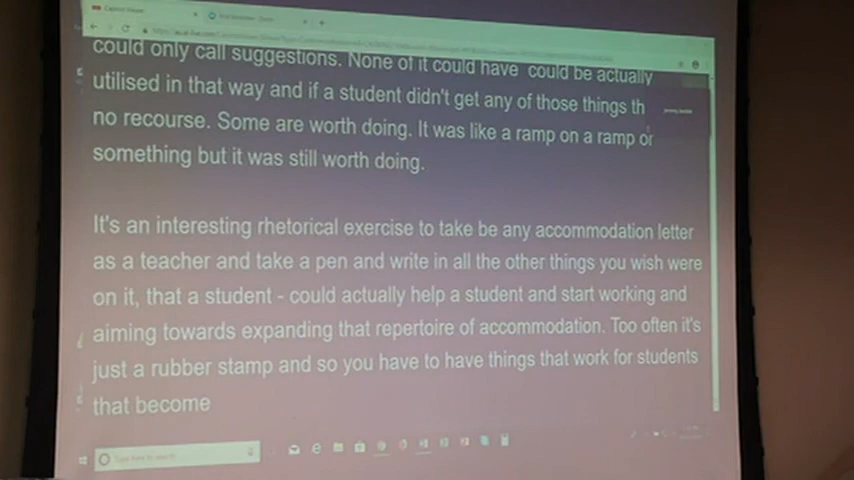 could only call suggestions. None of it could have could be actually
utilised in that way and if a student didn't get any of those things th
no recourse. Some are worth doing. It was like a ramp on a ramp or
something but it was still worth doing.
It's an interesting rhetorical exercise to take be any accommodation letter
as a teacher and take a pen and write in all the other things you wish were
on it, that a student - could actually help a student and start working and
aiming towards expanding that repertoire of accommodation. Too often it's
just a rubber stamp and so you have to have things that work for students
that become
Type here to search